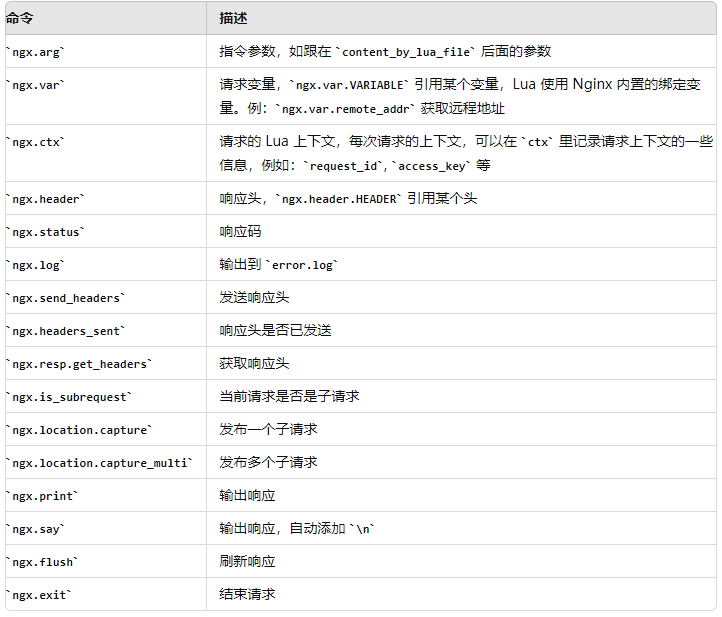 命令 描述
`ngx.arg` 指令参数，如跟在 `content_by_lua_file` 后面的参数
`ngx.var` 请求变量，`ngx.var.VARIABLE` 引用某个变量，Lua 使用 Nginx 内置的绑定变
量。例：`ngx.var.remote_addr` 获取远程地址
`ngx.ctx` 请求的 Lua 上下文，每次请求的上下文，可以在 `ctx` 里记录请求上下文的一些
信息，例如：`request_id`,`access_key` 等
`ngx.header` 响应头，`ngx.header.HEADER` 引用某个头
`ngx.status` 响应码
`ngx.log` 输出到 `error.log`
`ngx.send_headers` 发送响应头
`ngx.headers_sent` 响应头是否已发送
`ngx.resp.get_headers` 获取响应头
`ngx.is_subrequest` 当前请求是否是子请求
`ngx.location.capture` 发布一个子请求
`ngx.location.capture_multi` 发布多个子请求
`ngx.print` 输出响应
`ngx.say` 输出响应，自动添加 `\n`
`ngx.flush` 刷新响应
`ngx.exit` 结束请求